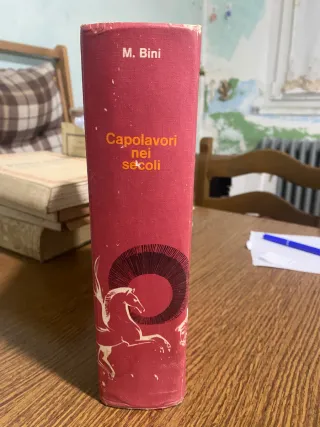 M. Bini
Capolavori
nei
secoli